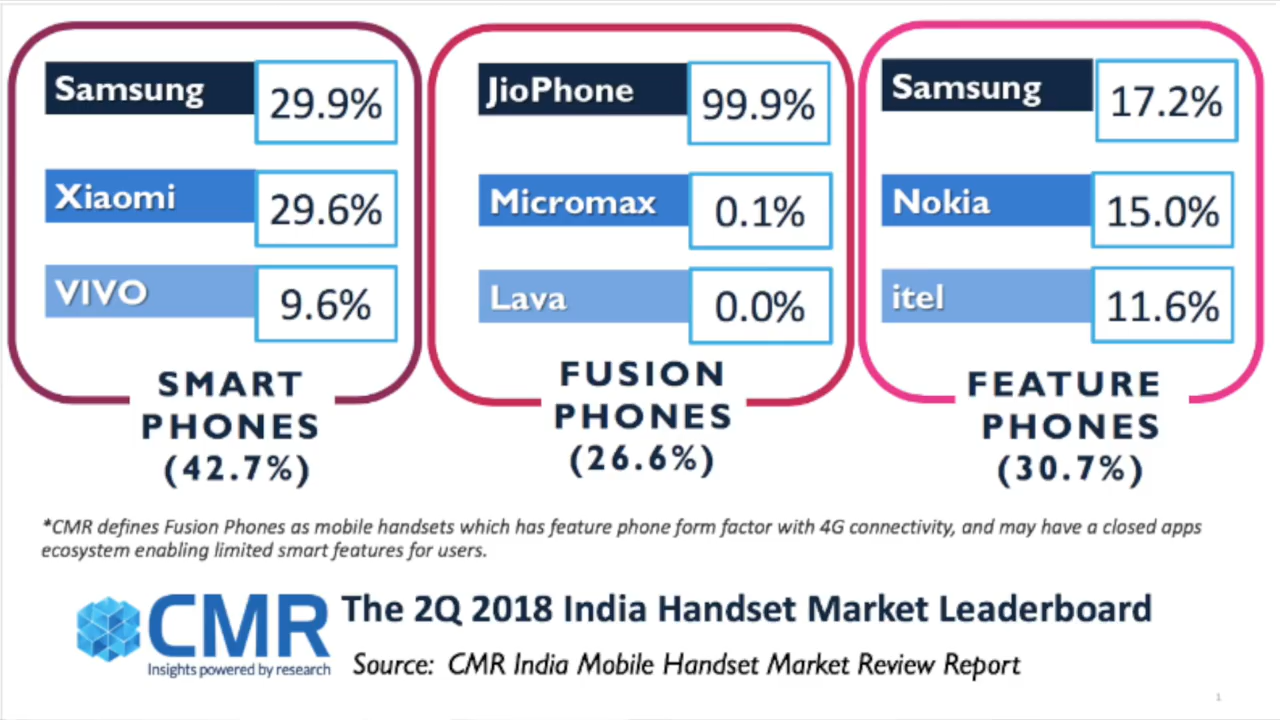 Samsung 29.9%
Xiaomi 29.6%
VIVO 9.6%
SMART
PHONES
(42.7%)
JioPhone 99.9%
Micromax 0.1%
Lava 0.0%
FUSION
PHONES
(26.6%)
Samsung 17.2%
Nokia 15.0%
itel 11.6%
FEATURE
PHONES
(30.7%)
*CMR defines Fusion Phones as mobile handsets which has feature phone form factor with 4G connectivity, and may have a closed apps
ecosystem enabling limited smart features for users.
CMR
Insights powered by research
The 2Q 2018 India Handset Market Leaderboard
Source: CMR India Mobile Handset Market Review Report
1